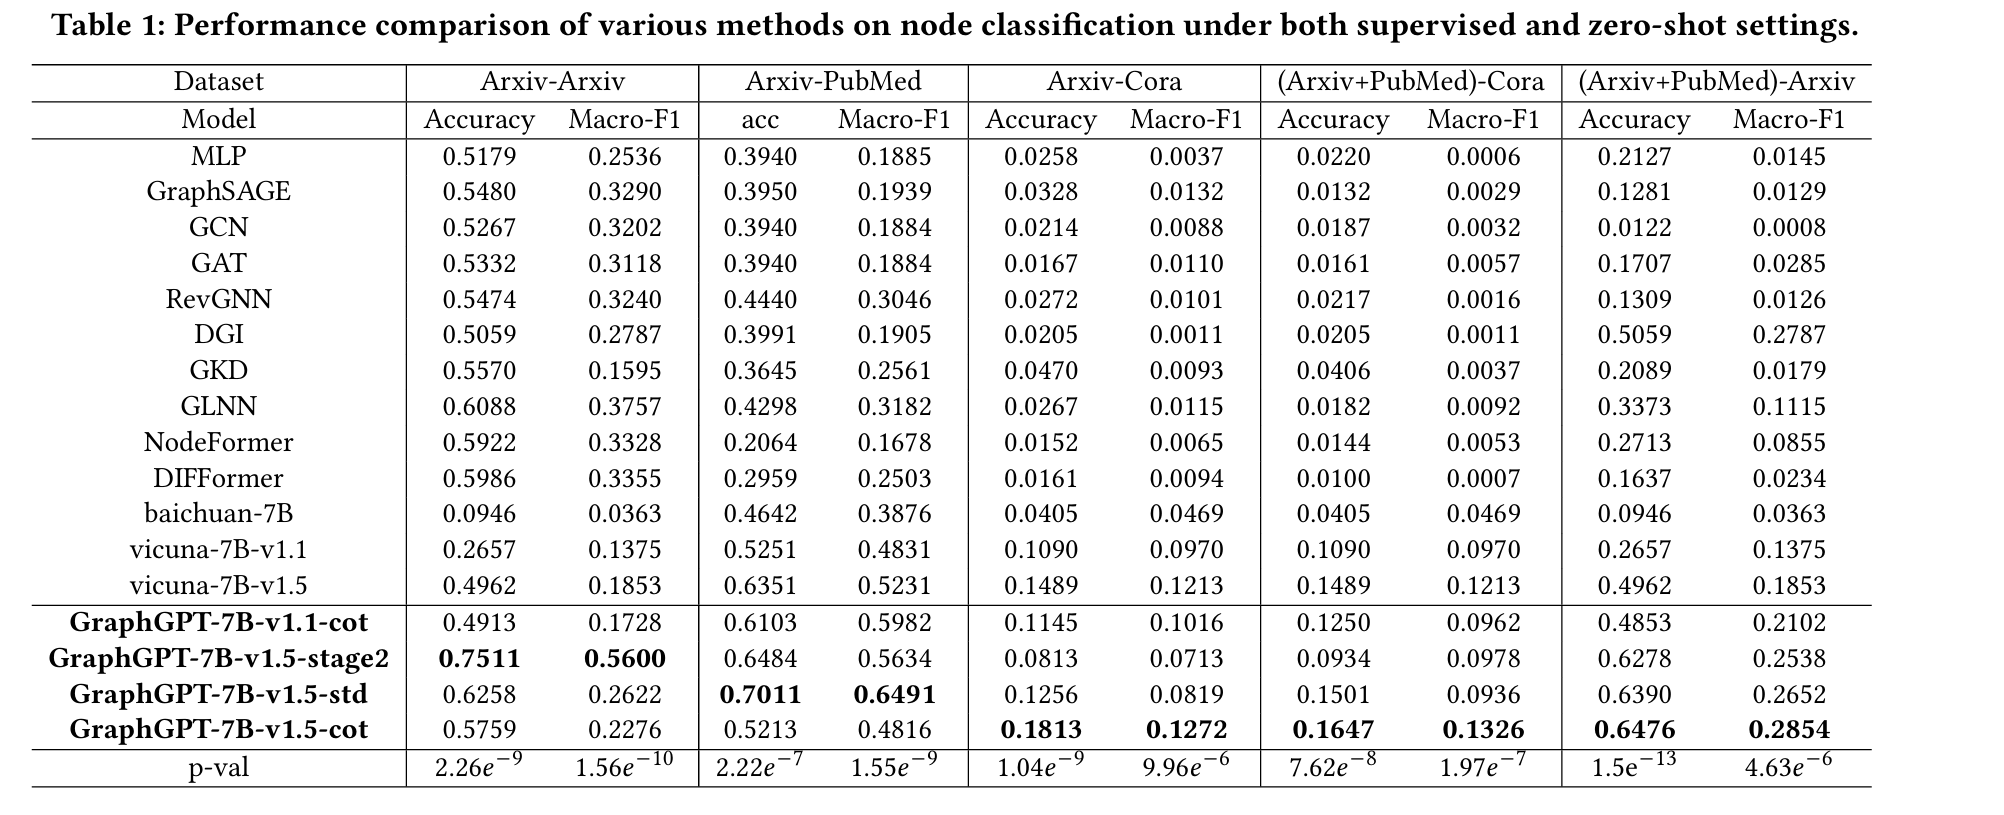 Table 1: Performance comparison of various methods on node classification under both supervised and zero-shot settings.
Dataset Arxiv-Arxiv Arxiv-PubMed Arxiv-Cora (Arxiv+PubMed)-Cora (Arxiv+PubMed)-Arxiv
Model Accuracy Macro-F1 acc Macro-F1 Accuracy Macro-F1 Accuracy Macro-F1 Accuracy Macro-F1
MLP 0.5179 0.2536 0.3940 0.1885 0.0258 0.0037 0.0220 0.0006 0.2127 0.0145
GraphSAGE 0.5480 0.3290 0.3950 0.1939 0.0328 0.0132 0.0132 0.0029 0.1281 0.0129
GCN 0.5267 0.3202 0.3940 0.1884 0.0214 0.0088 0.0187 0.0032 0.0122 0.0008
GAT 0.5332 0.3118 0.3940 0.1884 0.0167 0.0110 0.0161 0.0057 0.1707 0.0285
RevGNN 0.5474 0.3240 0.4440 0.3046 0.0272 0.0101 0.0217 0.0016 0.1309 0.0126
DGI 0.5059 0.2787 0.3991 0.1905 0.0205 0.0011 0.0205 0.0011 0.5059 0.2787
GKD 0.5570 0.1595 0.3645 0.2561 0.0470 0.0093 0.0406 0.0037 0.2089 0.0179
GLNN 0.6088 0.3757 0.4298 0.3182 0.0267 0.0115 0.0182 0.0092 0.3373 0.1115
NodeFormer 0.5922 0.3328 0.2064 0.1678 0.0152 0.0065 0.0144 0.0053 0.2713 0.0855
DIFFormer 0.5986 0.3355 0.2959 0.2503 0.0161 0.0094 0.0100 0.0007 0.1637 0.0234
baichuan-7B 0.0946 0.0363 0.4642 0.3876 0.0405 0.0469 0.0405 0.0469 0.0946 0.0363
vicuna-7B-v1.1 0.2657 0.1375 0.5251 0.4831 0.1090 0.0970 0.1090 0.0970 0.2657 0.1375
vicuna-7B-v1.5 0.4962 0.1853 0.6351 0.5231 0.1489 0.1213 0.1489 0.1213 0.4962 0.1853
GraphGPT-7B-v1.1-cot 0.4913 0.1728 0.6103 0.5982 0.1145 0.1016 0.1250 0.0962 0.4853 0.2102
GraphGPT-7B-v1.5-stage2 0.7511 0.5600 0.6484 0.5634 0.0813 0.0713 0.0934 0.0978 0.6278 0.2538
GraphGPT-7B-v1.5-std 0.6258 0.2622 0.7011 0.6491 0.1256 0.0819 0.1501 0.0936 0.6390 0.2652
GraphGPT-7B-v1.5-cot 0.5759 0.2276 0.5213 0.4816 0.1813 0.1272 0.1647 0.1326 0.6476 0.2854
p-val 2.26e⁻⁹ 1.56e⁻¹⁰ 2.22e⁻⁷ 1.55e⁻⁹ 1.04e⁻⁹ 9.96e⁻⁶ 7.62e⁻⁸ 1.97e⁻⁷ 1.5e⁻¹³ 4.63e⁻⁶